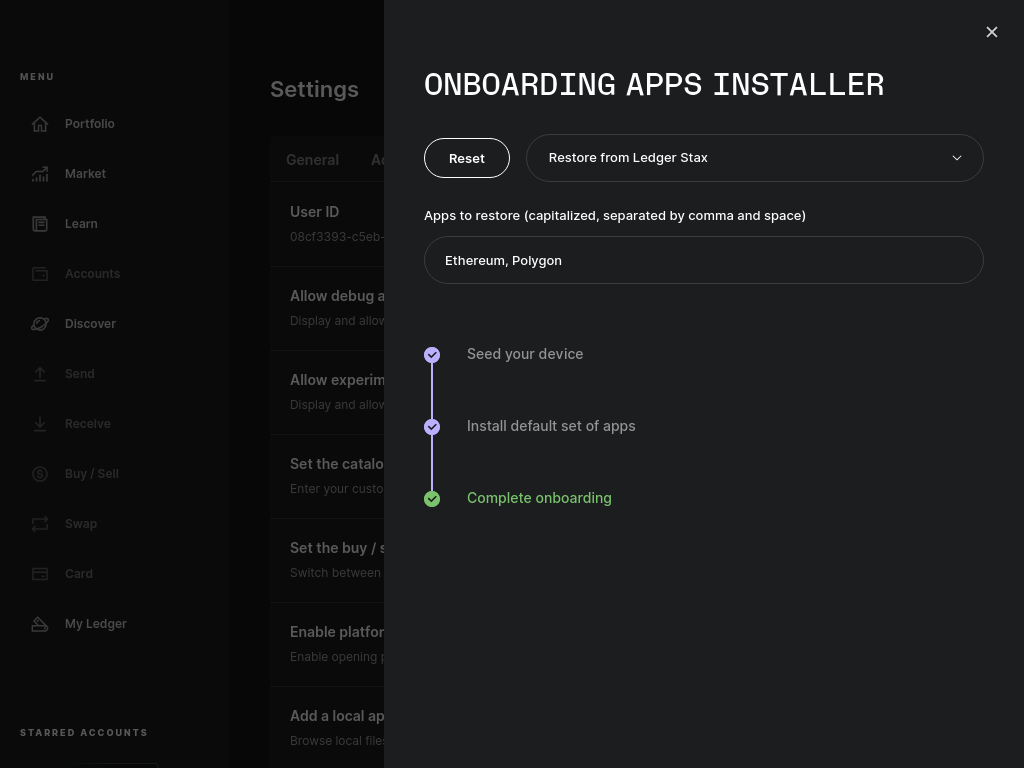 MENU
Portfolio
Market
Learn
Accounts
Discover
Send
Receive
Buy / Sell
Swap
Card
My Ledger
STARRED ACCOUNTS
Settings
General
User ID
08cf3393-c5eb-
Allow debug a
Display and allow
Allow experim
Display and allow
Set the catalo
Enter your custo
Set the buy / s
Switch between
Enable platfor
Enable opening p
Add a local ap
Browse local files
ONBOARDING APPS INSTALLER
Reset
Restore from Ledger Stax
Apps to restore (capitalized, separated by comma and space)
Ethereum, Polygon
Seed your device
Install default set of apps
Complete onboarding